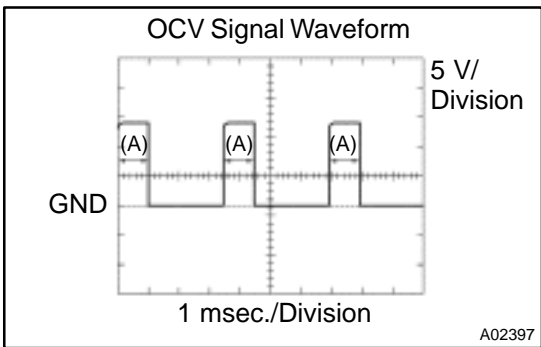 OCV Signal Waveform
5 V/
Division
(A) (A) (A)
GND
1 msec./Division
A02397